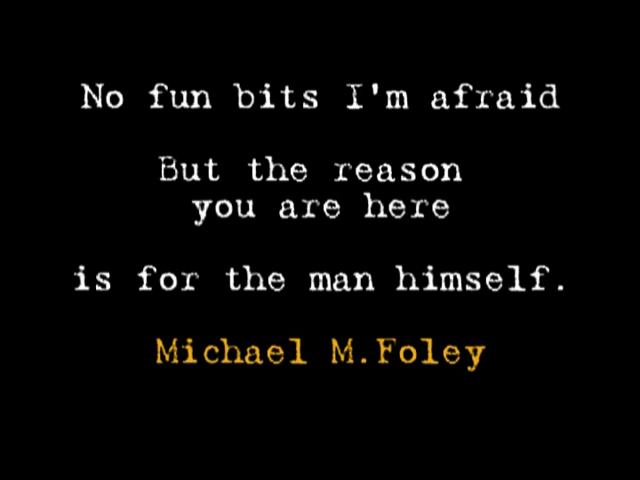 No fun bits I'm afraid
But the reason
you are here
is for the man himself.
Michael M.Foley